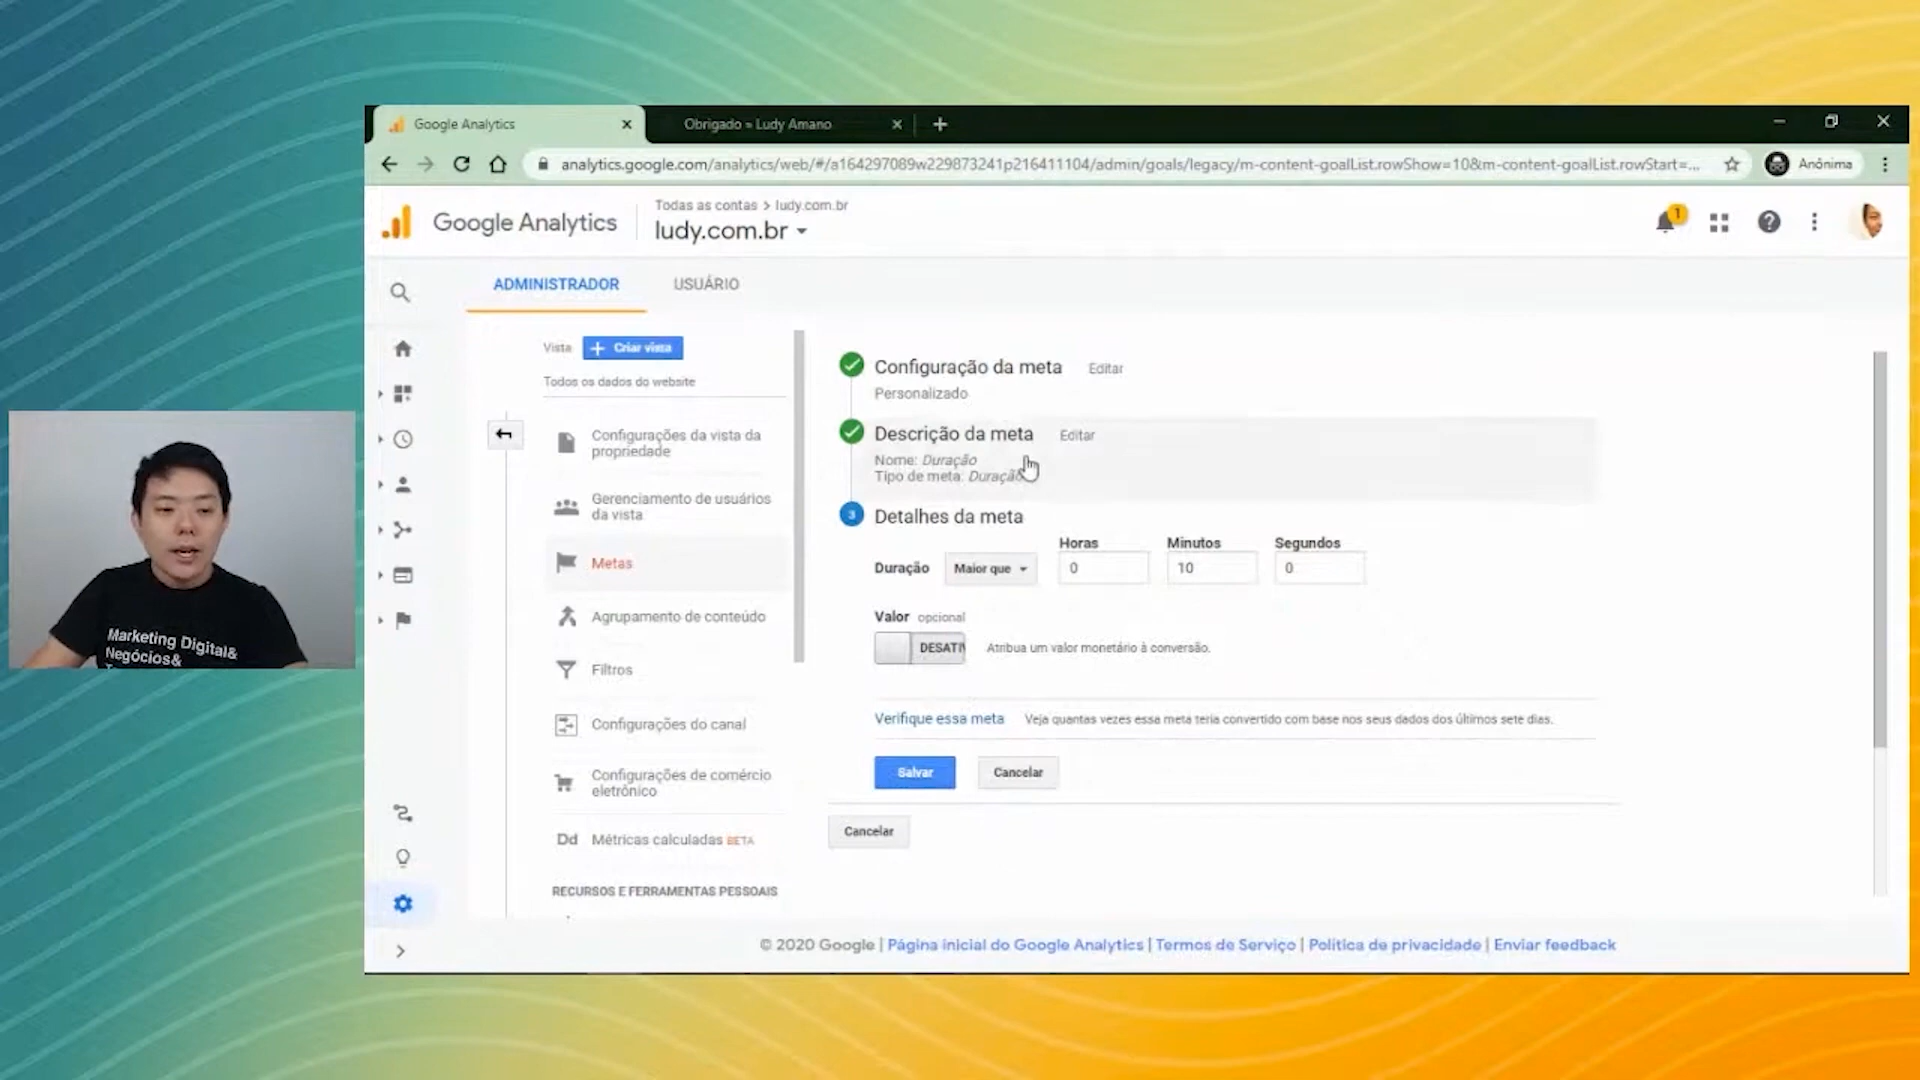 Google Analytics
Obrigado » Ludy Amano
analytics.google.com/analytics/web/#/a164297089w229873241p216411104/admin/goals/legacy/m-content-goalList.rowShow=10&m-content-goalList.rowStart=...
Anônima
Google Analytics
Todas as contas > ludy.com.br
ludy.com.br
1
ADMINISTRADOR
USUÁRIO
Vista
+ Criar vista
Todos os dados do website
Configurações da vista da
propriedade
Gerenciamento de usuários
da vista
Metas
Agrupamento de conteúdo
Filtros
Configurações do canal
Configurações de comércio
eletrônico
Dd Métricas calculadas BETA
RECURSOS E FERRAMENTAS PESSOAIS
Configuração da meta Editar
Personalizado
Descrição da meta Editar
Nome: Duração
Tipo de meta: Duração
3 Detalhes da meta
Horas Minutos Segundos
Duração Maior que 0 10 0
Valor opcional
DESATI Atribua um valor monetário à conversão.
Verifique essa meta Veja quantas vezes essa meta teria convertido com base nos seus dados dos últimos sete dias.
Salvar Cancelar
Cancelar
© 2020 Google | Página inicial do Google Analytics | Termos de Serviço | Política de privacidade | Enviar feedback
Marketing Digital&
Negócios&